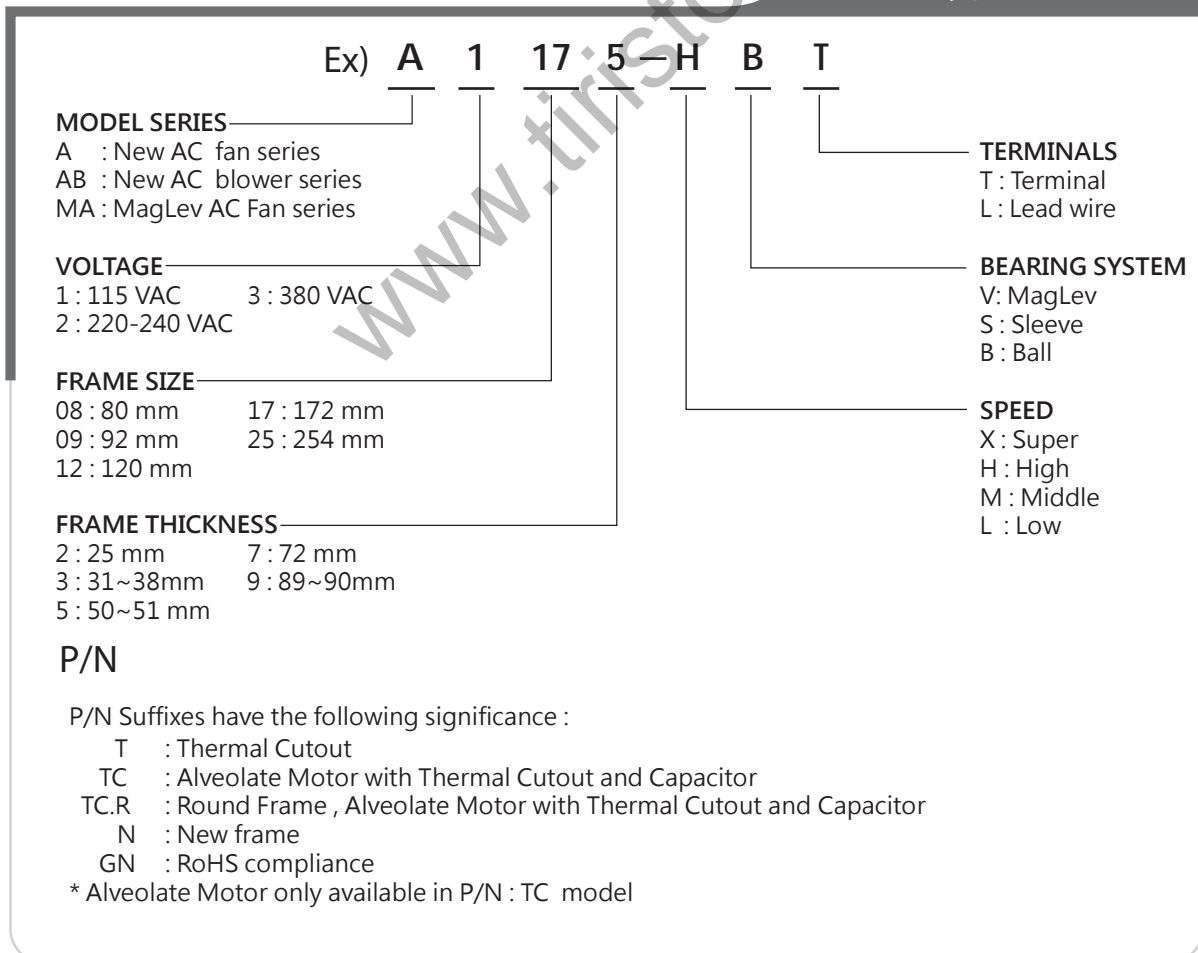 Ex) A 1 17 5 — H B T
MODEL SERIES
A : New AC fan series
AB : New AC blower series
MA : MagLev AC Fan series
VOLTAGE
1 : 115 VAC 3 : 380 VAC
2 : 220-240 VAC
FRAME SIZE
08 : 80 mm 17 : 172 mm
09 : 92 mm 25 : 254 mm
12 : 120 mm
FRAME THICKNESS
2 : 25 mm 7 : 72 mm
3 : 31~38mm 9 : 89~90mm
5 : 50~51 mm
TERMINALS
T : Terminal
L : Lead wire
BEARING SYSTEM
V: MagLev
S : Sleeve
B : Ball
SPEED
X : Super
H : High
M : Middle
L : Low
P/N
P/N Suffixes have the following significance :
T : Thermal Cutout
TC : Alveolate Motor with Thermal Cutout and Capacitor
TC.R : Round Frame , Alveolate Motor with Thermal Cutout and Capacitor
N : New frame
GN : RoHS compliance
* Alveolate Motor only available in P/N : TC model